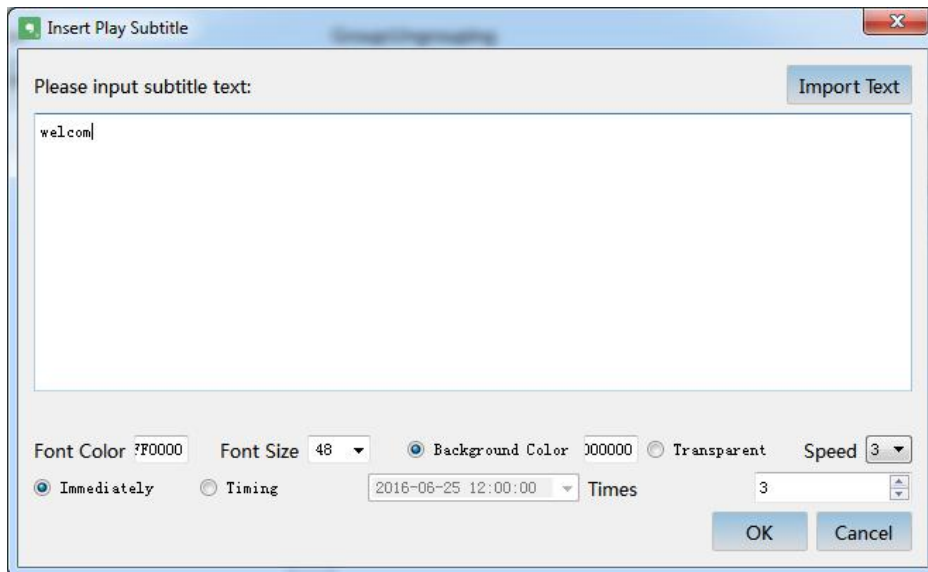 Insert Play Subtitle
Please input subtitle text:
Import Text
welcom
Font Color
Font Size 48
Background Color
Transparent
Speed 3
Immediately
Timing
2016-06-25 12:00:00
Times 3
OK
Cancel